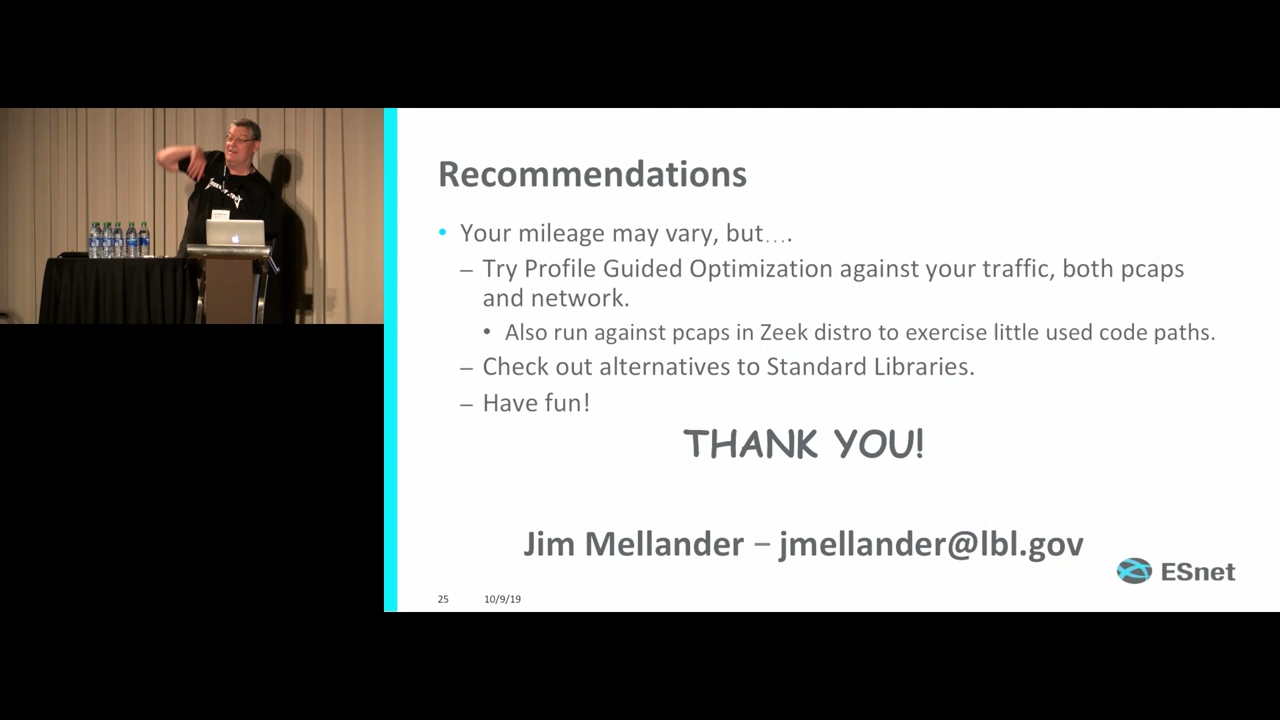 Recommendations
• Your mileage may vary, but….
– Try Profile Guided Optimization against your traffic, both pcaps
and network.
• Also run against pcaps in Zeek distro to exercise little used code paths.
– Check out alternatives to Standard Libraries.
– Have fun!
THANK YOU!
Jim Mellander – jmellander@lbl.gov
ESnet
25 10/9/19